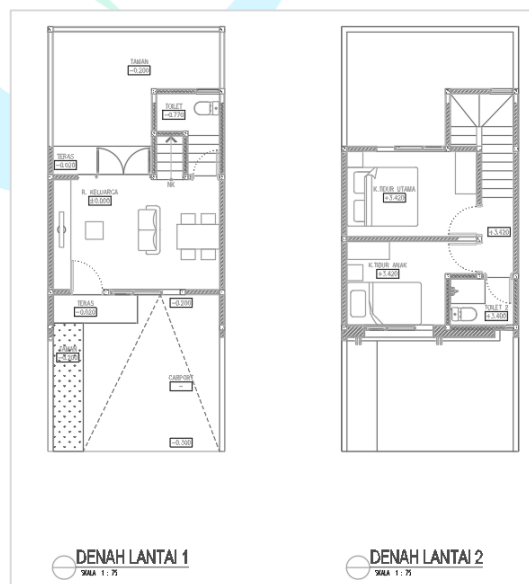 TAMAN
-0.200
TOILET
-0.770
TERAS
-0.020
NK
R. KELUARGA
±0.000
TERAS
-0.020
-0.200
TAMAN
CARPORT
-0.300
DENAH LANTAI 1
SKALA 1 : 75
K.TIDUR UTAMA
+3.420
+3.420
K.TIDUR ANAK
+3.420
TOILET 2
+3.400
DENAH LANTAI 2
SKALA 1 : 75